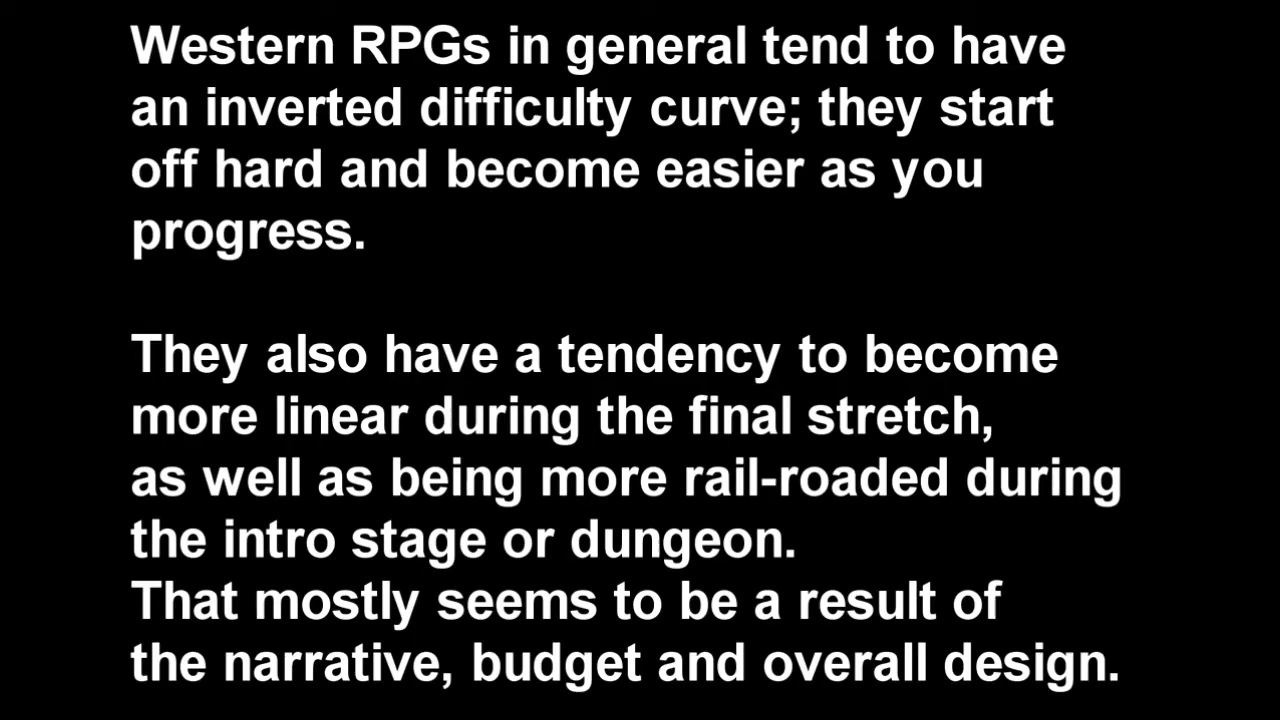 Western RPGs in general tend to have
an inverted difficulty curve; they start
off hard and become easier as you
progress.
They also have a tendency to become
more linear during the final stretch,
as well as being more rail-roaded during
the intro stage or dungeon.
That mostly seems to be a result of
the narrative, budget and overall design.